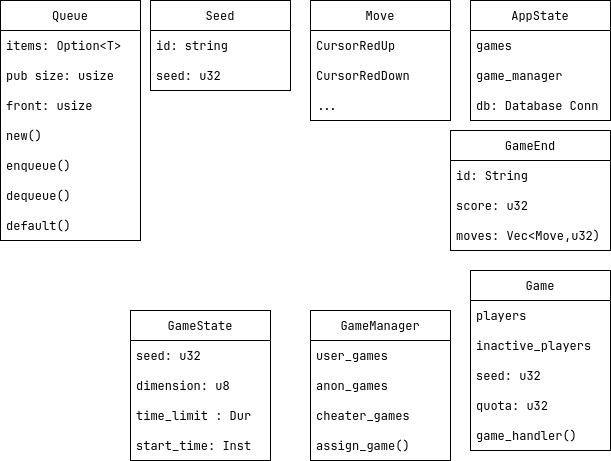 Queue
items: Option<T>
pub size: usize
front: usize
new()
enqueue()
dequeue()
default()
Seed
id: string
seed: u32
Move
CursorRedUp
CursorRedDown
...
AppState
games
game_manager
db: Database Conn
GameEnd
id: String
score: u32
moves: Vec<Move,u32)
GameState
seed: u32
dimension: u8
time_limit : Dur
start_time: Inst
GameManager
user_games
anon_games
cheater_games
assign_game()
Game
players
inactive_players
seed: u32
quota: u32
game_handler()